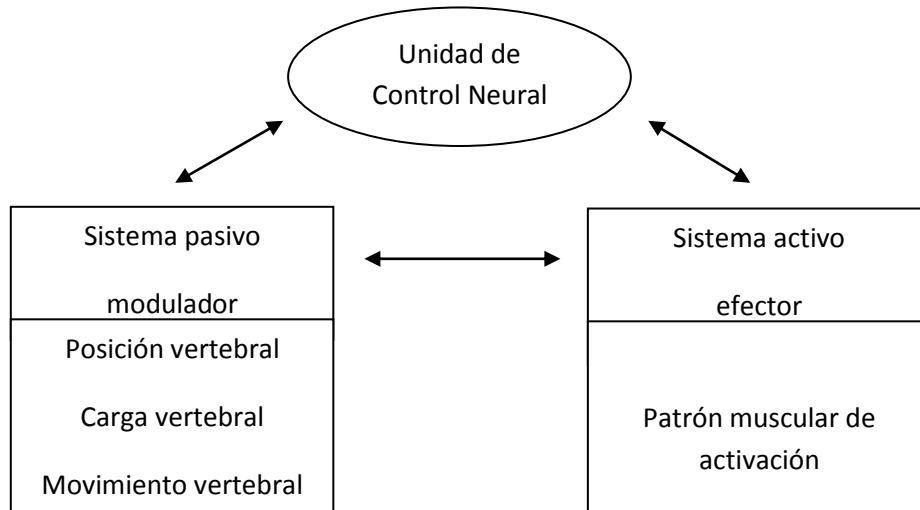 Unidad de
Control Neural
Sistema pasivo
modulador
Posición vertebral
Carga vertebral
Movimiento vertebral
Sistema activo
efector
Patrón muscular de
activación